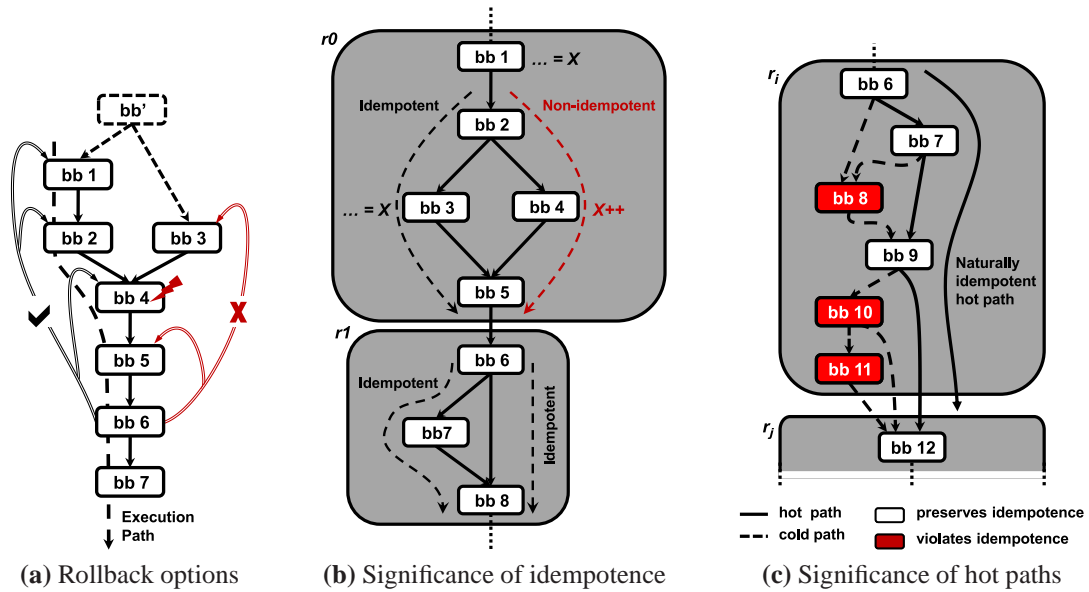 bb'
bb 1
bb 2
bb 3
bb 4
bb 5
X
bb 6
bb 7
Execution
Path
(a) Rollback options
r0
bb 1
... = X
Idempotent
Non-idempotent
bb 2
bb 3
bb 4
... = X
X++
bb 5
r1
bb 6
Idempotent
Idempotent
bb7
bb 8
(b) Significance of idempotence
ri
bb 6
bb 7
bb 8
bb 9
Naturally
idempotent
hot path
bb 10
bb 11
rj
bb 12
hot path
preserves idempotence
cold path
violates idempotence
(c) Significance of hot paths